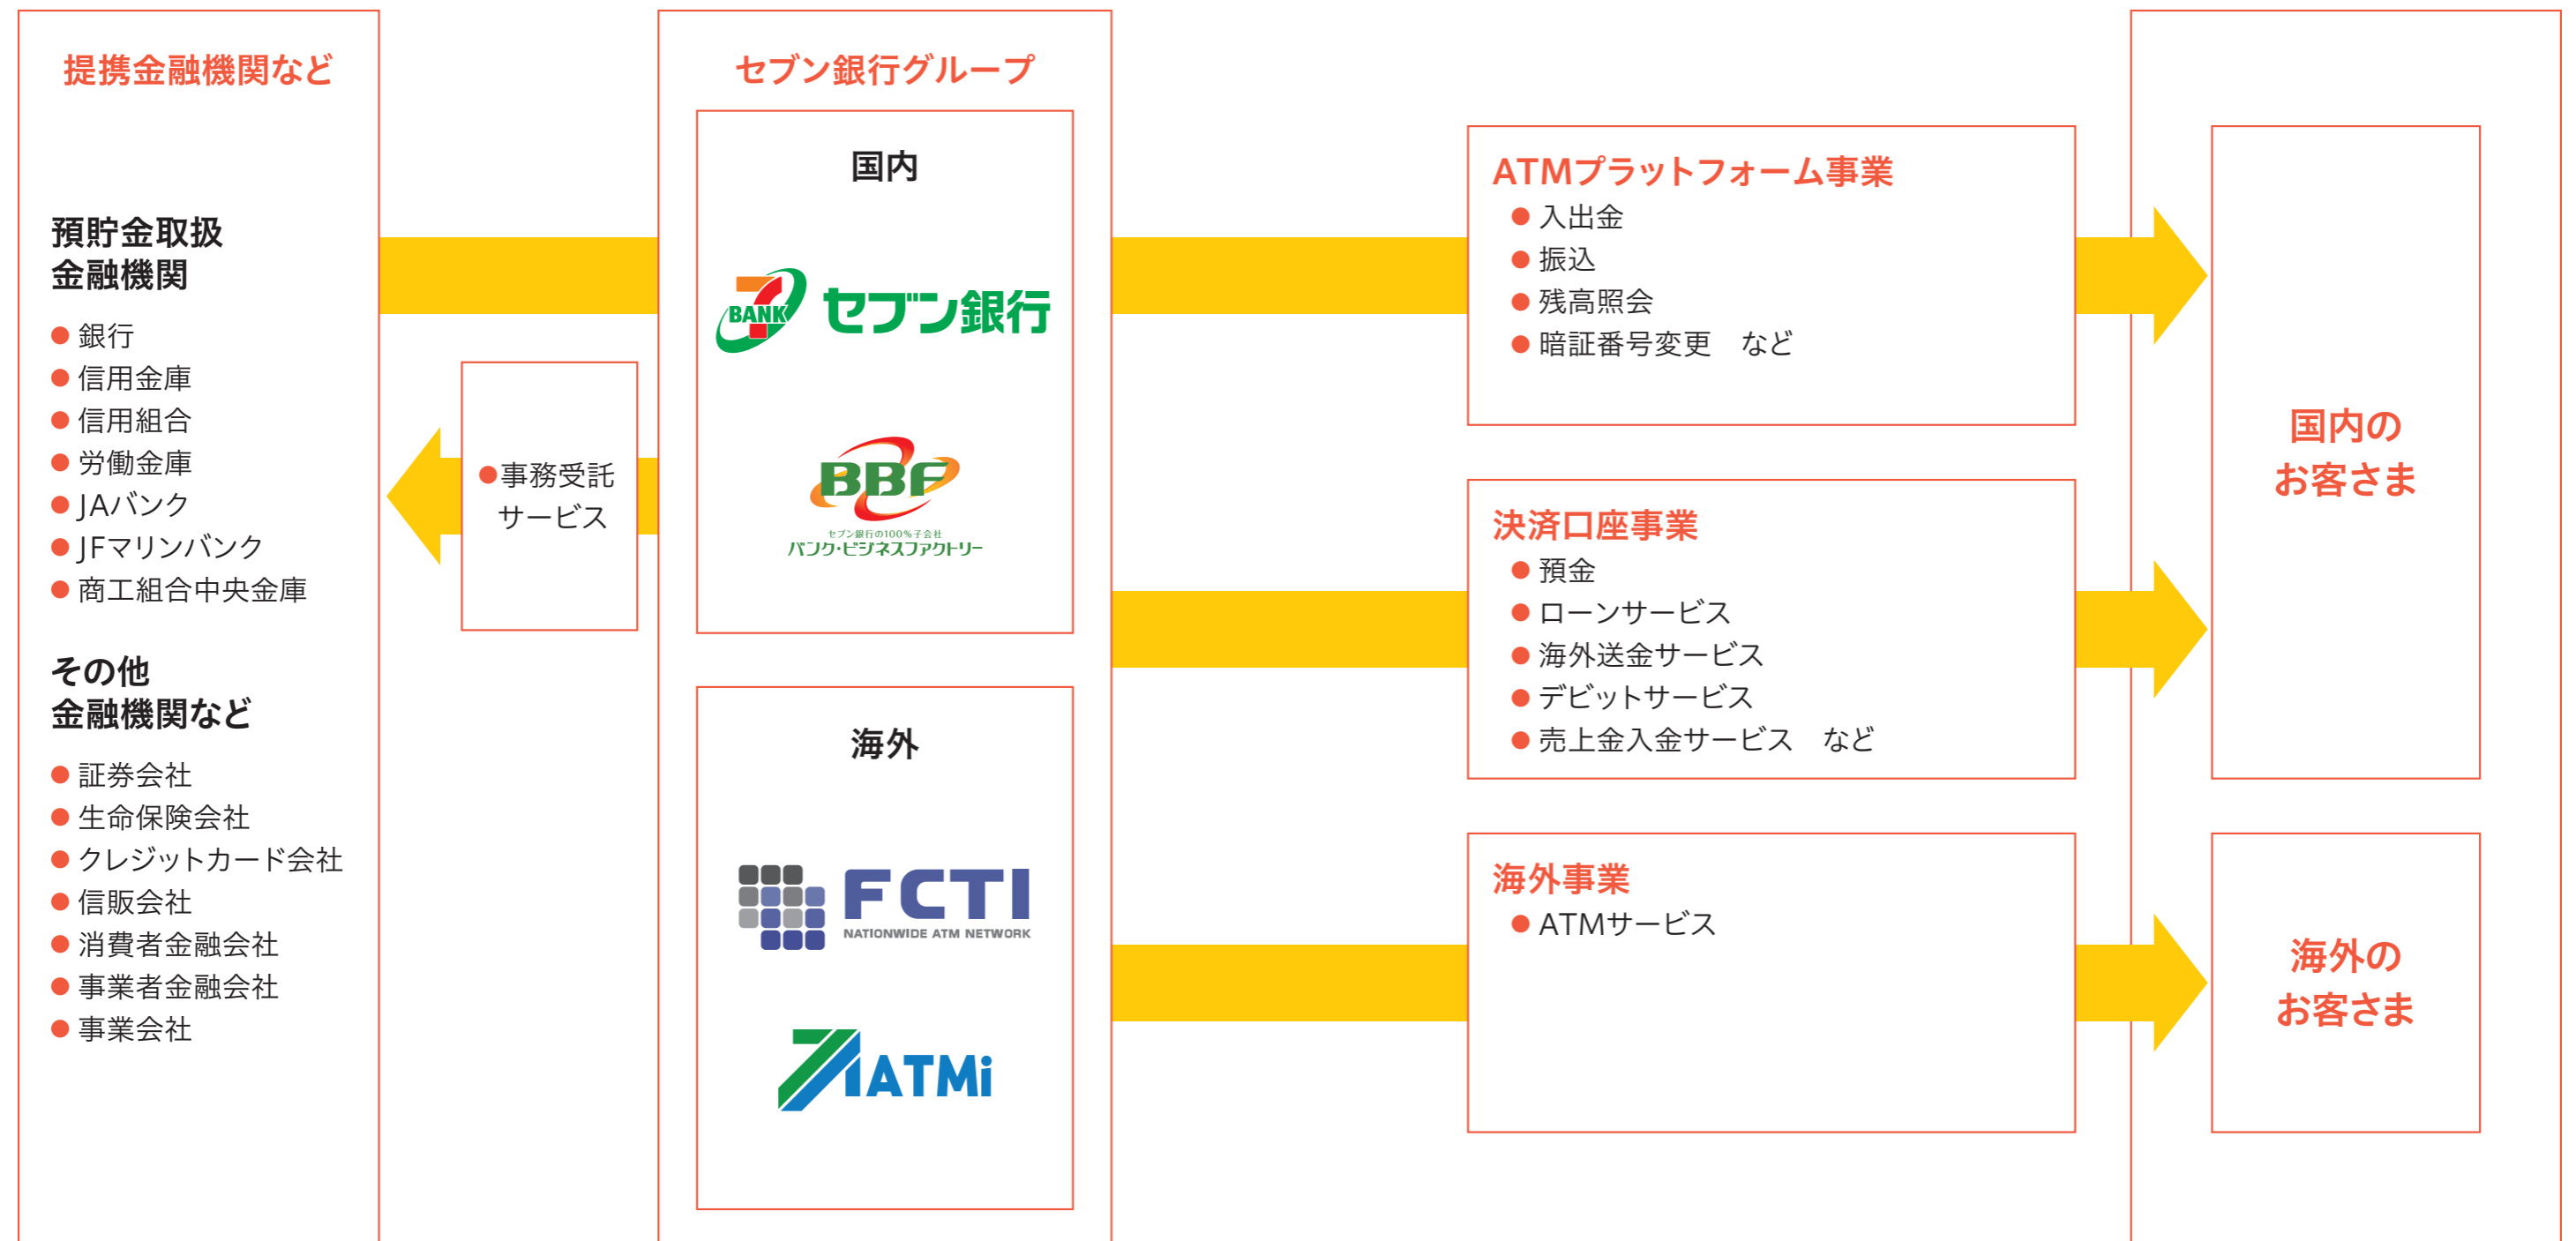 提携金融機関など
預貯金取扱
金融機関
● 銀行
● 信用金庫
● 信用組合
● 労働金庫
● JAバンク
● JFマリンバンク
● 商工組合中央金庫
その他
金融機関など
● 証券会社
● 生命保険会社
● クレジットカード会社
● 信販会社
● 消費者金融会社
● 事業者金融会社
● 事業会社
●事務受託
サービス
セブン銀行グループ
国内
7 BANK セブン銀行
BBF
セブン銀行の100%子会社
バンク・ビジネスファクトリー
海外
FCTI
NATIONWIDE ATM NETWORK
ATMi
ATMプラットフォーム事業
● 入出金
● 振込
● 残高照会
● 暗証番号変更　など
決済口座事業
● 預金
● ローンサービス
● 海外送金サービス
● デビットサービス
● 売上金入金サービス　など
海外事業
● ATMサービス
国内の
お客さま
海外の
お客さま